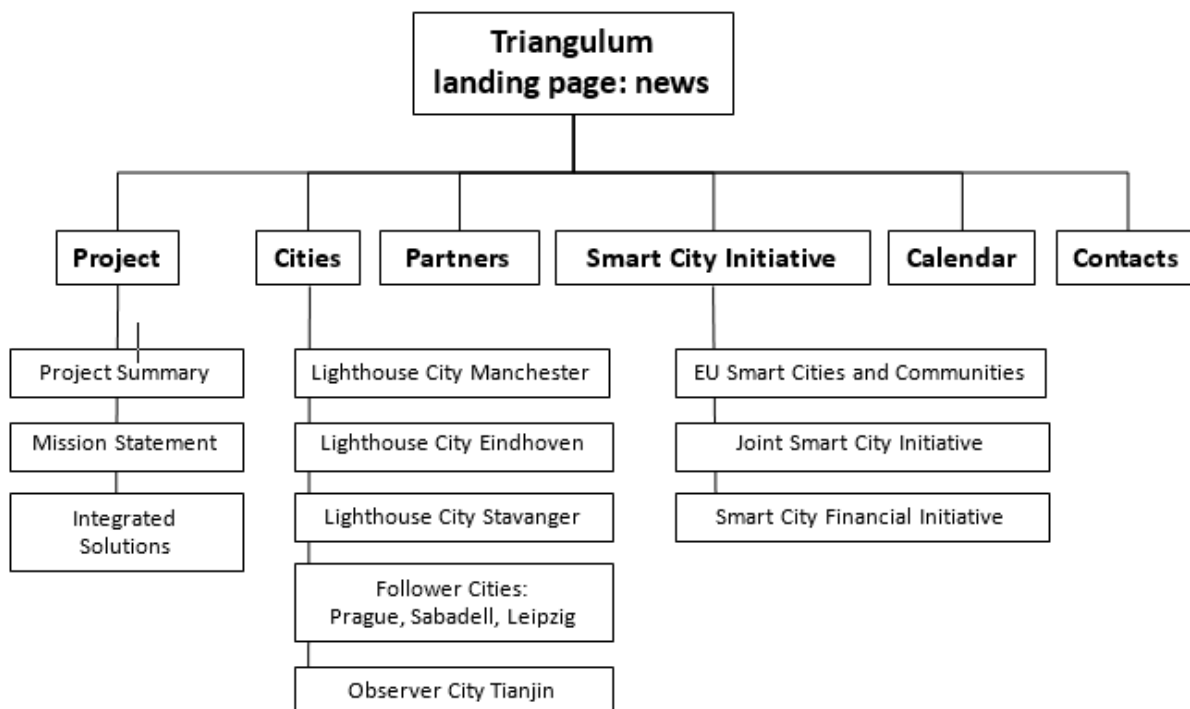 Triangulum
landing page: news
Project
Cities
Partners
Smart City Initiative
Calendar
Contacts
Project Summary
Mission Statement
Integrated
Solutions
Lighthouse City Manchester
Lighthouse City Eindhoven
Lighthouse City Stavanger
Follower Cities:
Prague, Sabadell, Leipzig
Observer City Tianjin
EU Smart Cities and Communities
Joint Smart City Initiative
Smart City Financial Initiative